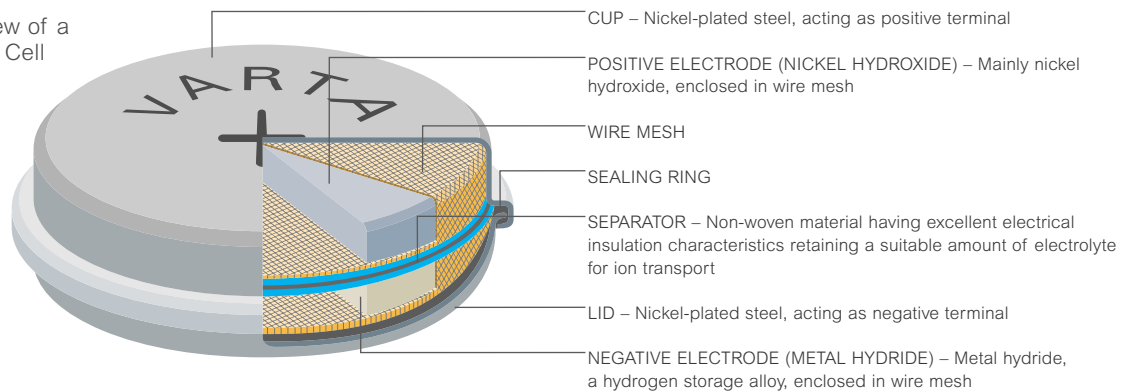 ew of a
Cell
VARTA
+
CUP – Nickel-plated steel, acting as positive terminal
POSITIVE ELECTRODE (NICKEL HYDROXIDE) – Mainly nickel
hydroxide, enclosed in wire mesh
WIRE MESH
SEALING RING
SEPARATOR – Non-woven material having excellent electrical
insulation characteristics retaining a suitable amount of electrolyte
for ion transport
LID – Nickel-plated steel, acting as negative terminal
NEGATIVE ELECTRODE (METAL HYDRIDE) – Metal hydride,
a hydrogen storage alloy, enclosed in wire mesh